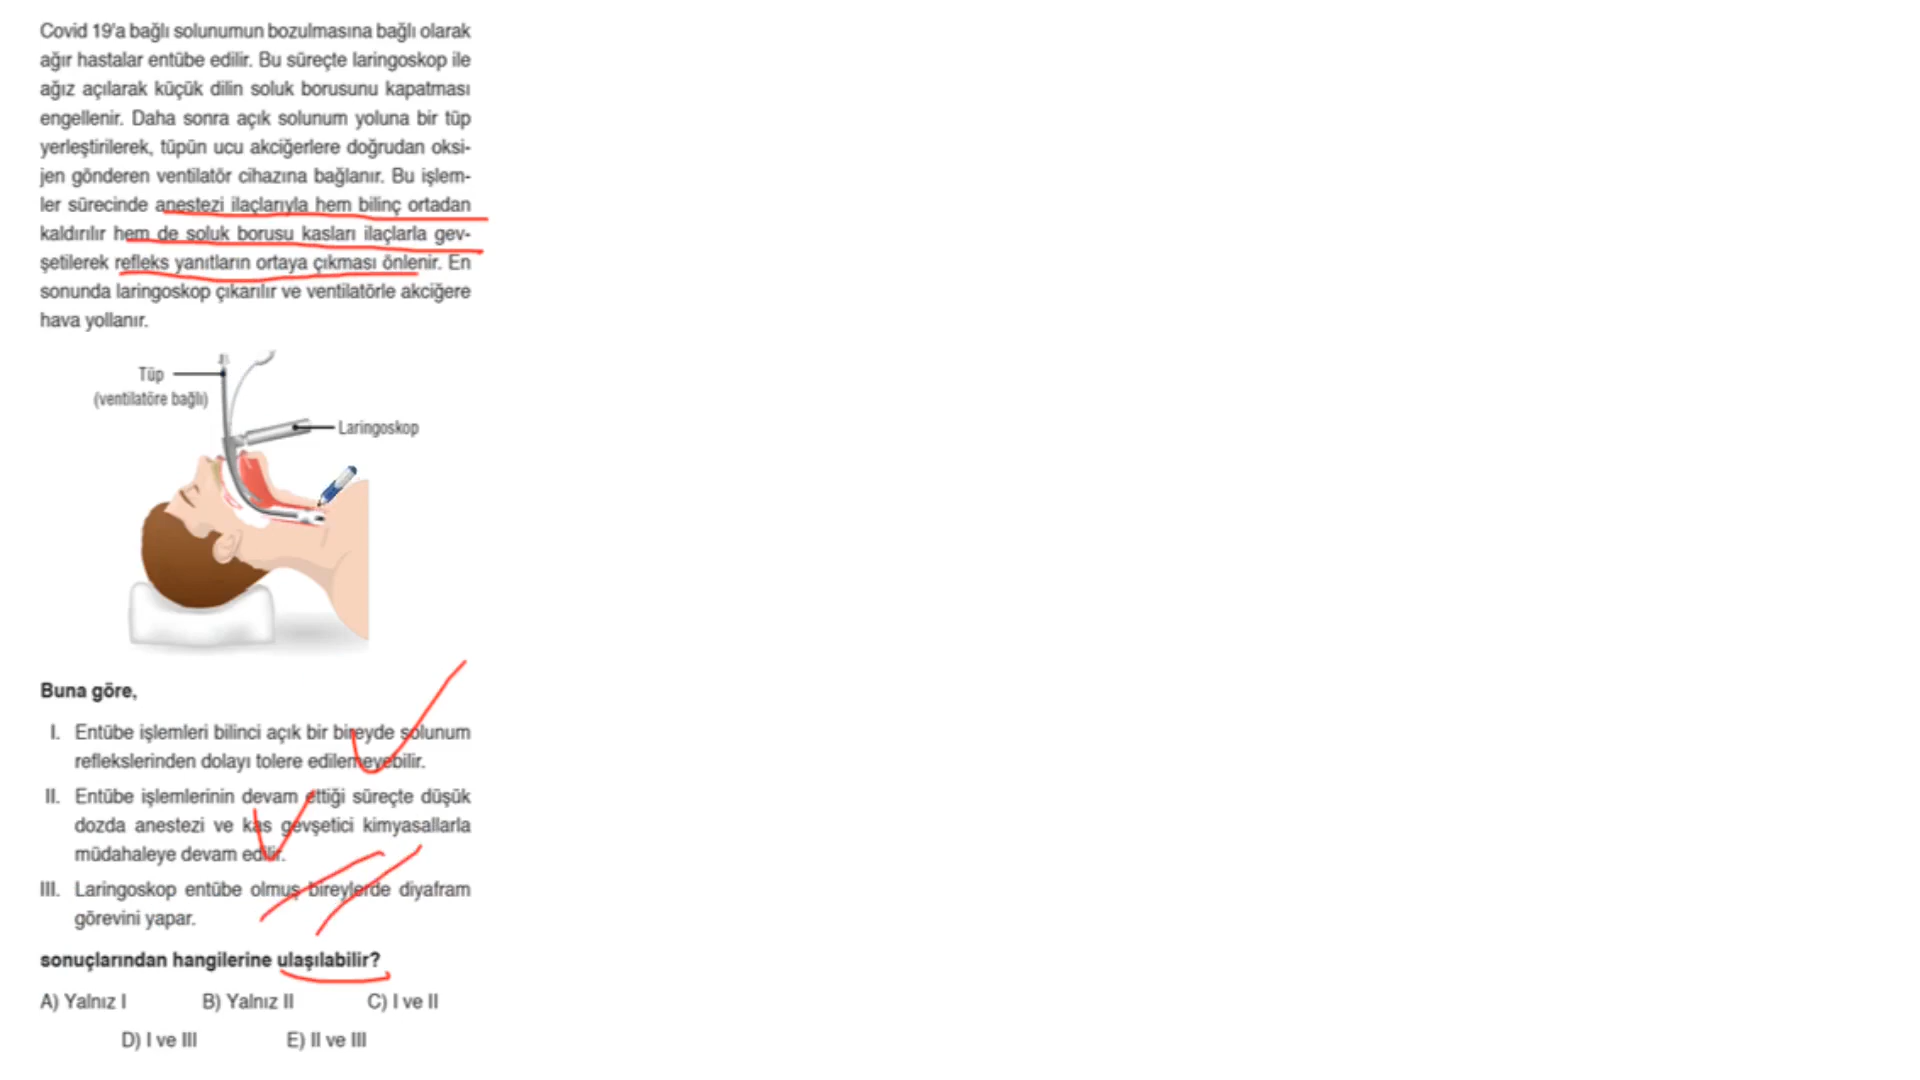 Covid 19'a bağlı solunumun bozulmasına bağlı olarak
ağır hastalar entübe edilir. Bu süreçte laringoskop ile
ağız açılarak küçük dilin soluk borusunu kapatması
engellenir. Daha sonra açık solunum yoluna bir tüp
yerleştirilerek, tüpün ucu akciğerlere doğrudan oksi-
jen gönderen ventilatör cihazına bağlanır. Bu işlem-
ler sürecinde anestezi ilaçlarıyla hem bilinç ortadan
kaldırılır hem de soluk borusu kasları ilaçlarla gev-
şetilerek refleks yanıtların ortaya çıkması önlenir. En
sonunda laringoskop çıkarılır ve ventilatörle akciğere
hava yollanır.
Tüp
(ventilatöre bağlı)
Laringoskop
Buna göre,
I. Entübe işlemleri bilinci açık bir bireyde solunum
reflekslerinden dolayı tolere edilemeyebilir.
II. Entübe işlemlerinin devam ettiği süreçte düşük
dozda anestezi ve kas gevşetici kimyasallarla
müdahaleye devam edilir.
III. Laringoskop entübe olmuş bireylerde diyafram
görevini yapar.
sonuçlarından hangilerine ulaşılabilir?
A) Yalnız I B) Yalnız II C) I ve II
D) I ve III E) II ve III